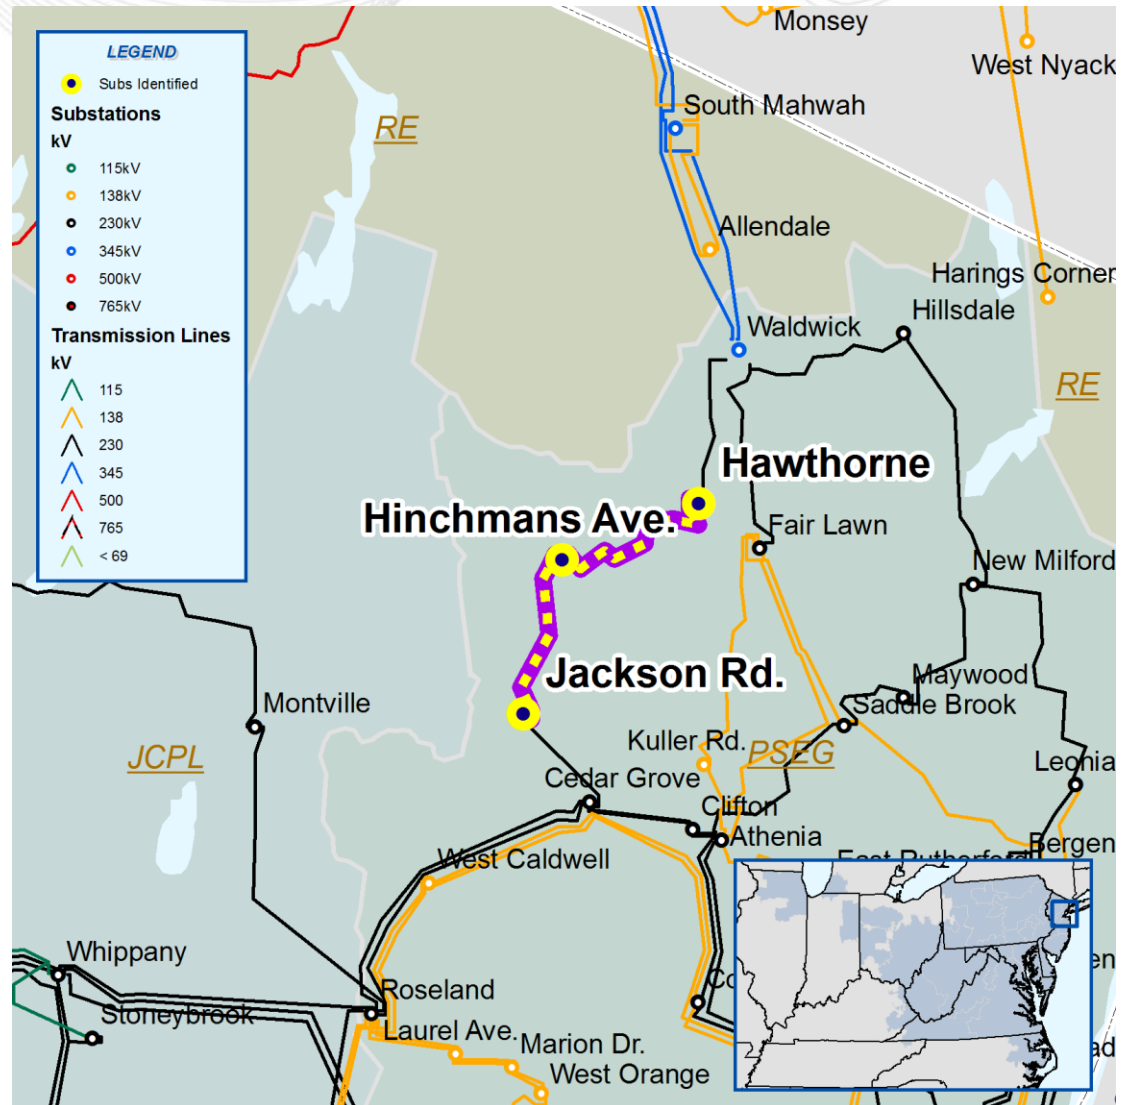 LEGEND
Subs Identified
Substations
kV
115kV
138kV
230kV
345kV
500kV
765kV
Transmission Lines
kV
115
138
230
345
500
765
< 69
Monsey
West Nyack
RE
South Mahwah
Allendale
Harings Corner
Hillsdale
Waldwick
RE
Hawthorne
Hinchmans Ave.
Fair Lawn
New Milford
Jackson Rd.
Maywood
Saddle Brook
Montville
JCPL
Kuller Rd.
PSEG
Leonia
Cedar Grove
Clifton
Athenia
Bergen
West Caldwell
East Rutherford
Whippany
Roseland
Stoneybrook
Laurel Ave.
Marion Dr.
West Orange